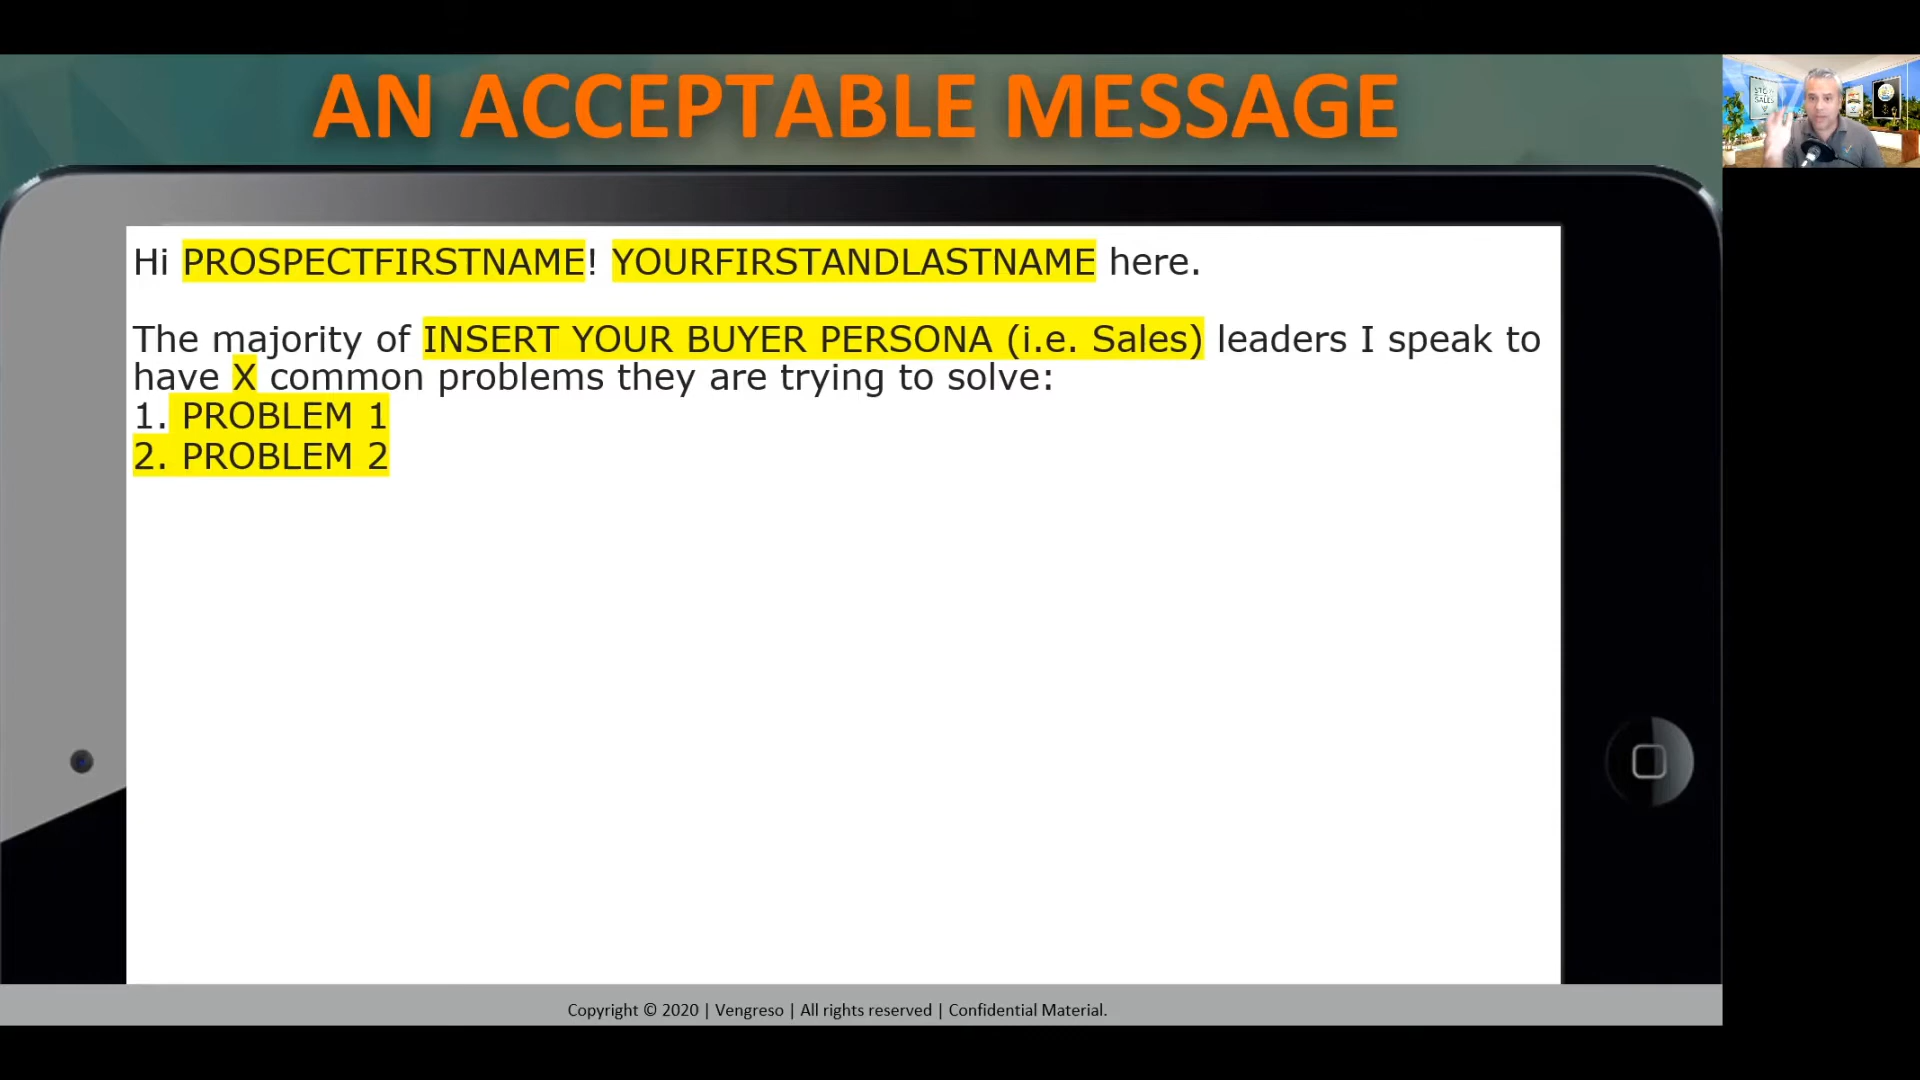 AN ACCEPTABLE MESSAGE
Hi PROSPECTFIRSTNAME! YOURFIRSTANDLASTNAME here.
The majority of INSERT YOUR BUYER PERSONA (i.e. Sales) leaders I speak to
have X common problems they are trying to solve:
1. PROBLEM 1
2. PROBLEM 2
Copyright © 2020 | Vengreso | All rights reserved | Confidential Material.